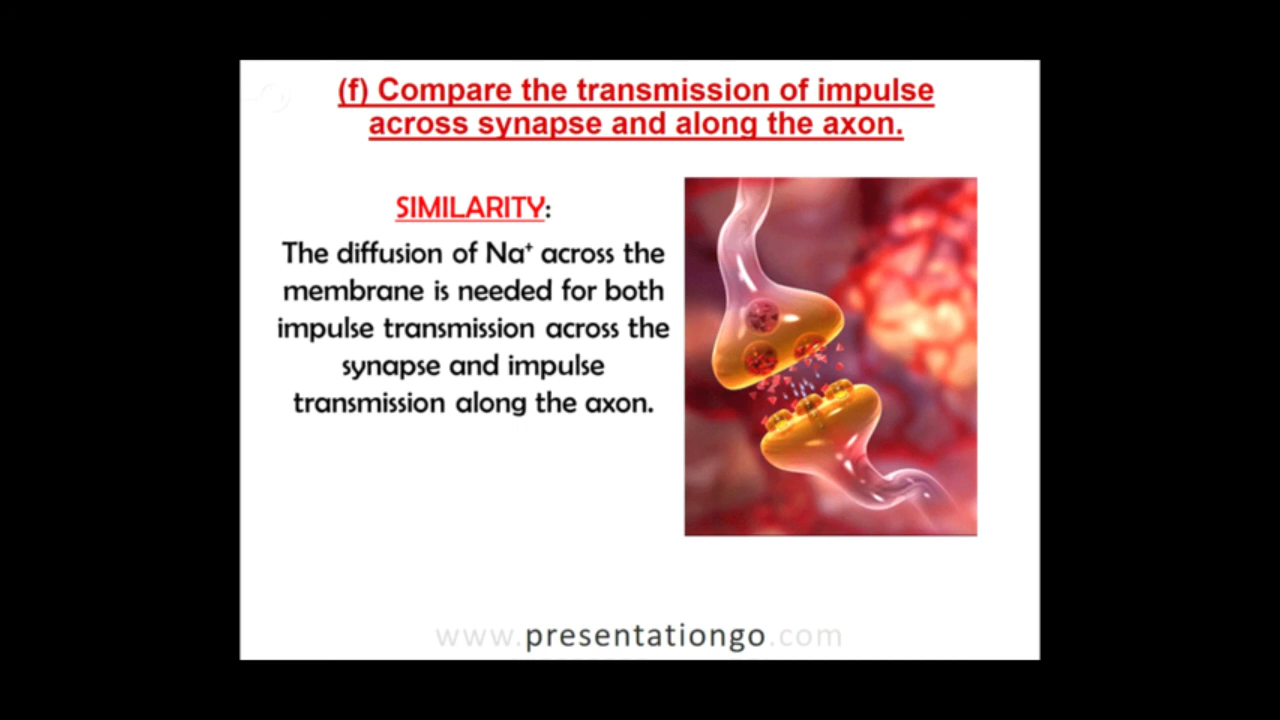 (f) Compare the transmission of impulse
across synapse and along the axon.
SIMILARITY:
The diffusion of Na⁺ across the
membrane is needed for both
impulse transmission across the
synapse and impulse
transmission along the axon.
www.presentationgo.com